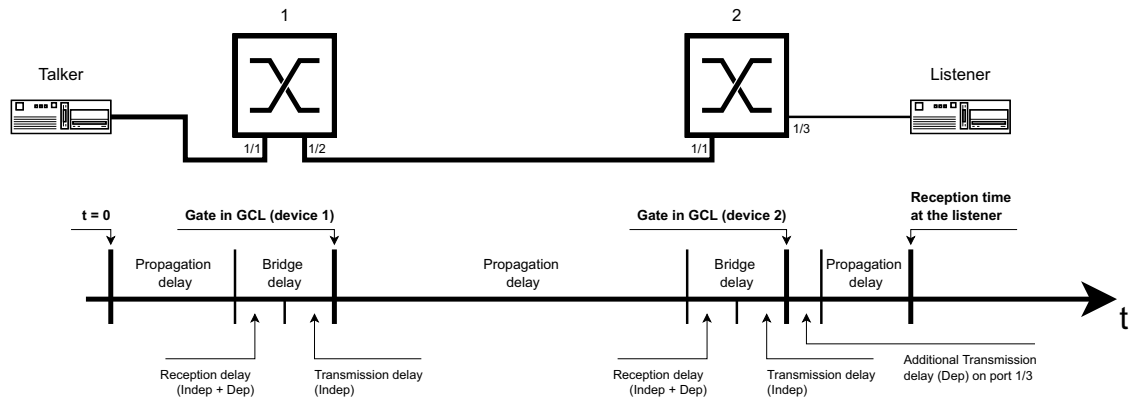 1
2
Talker
Listener
1/1
1/2
1/1
1/3
t = 0
Gate in GCL (device 1)
Gate in GCL (device 2)
Reception time
at the listener
Propagation
delay
Bridge
delay
Propagation
delay
Bridge
delay
Propagation
delay
t
Reception delay
(Indep + Dep)
Transmission delay
(Indep)
Reception delay
(Indep + Dep)
Transmission delay
(Indep)
Additional Transmission
delay (Dep) on port 1/3